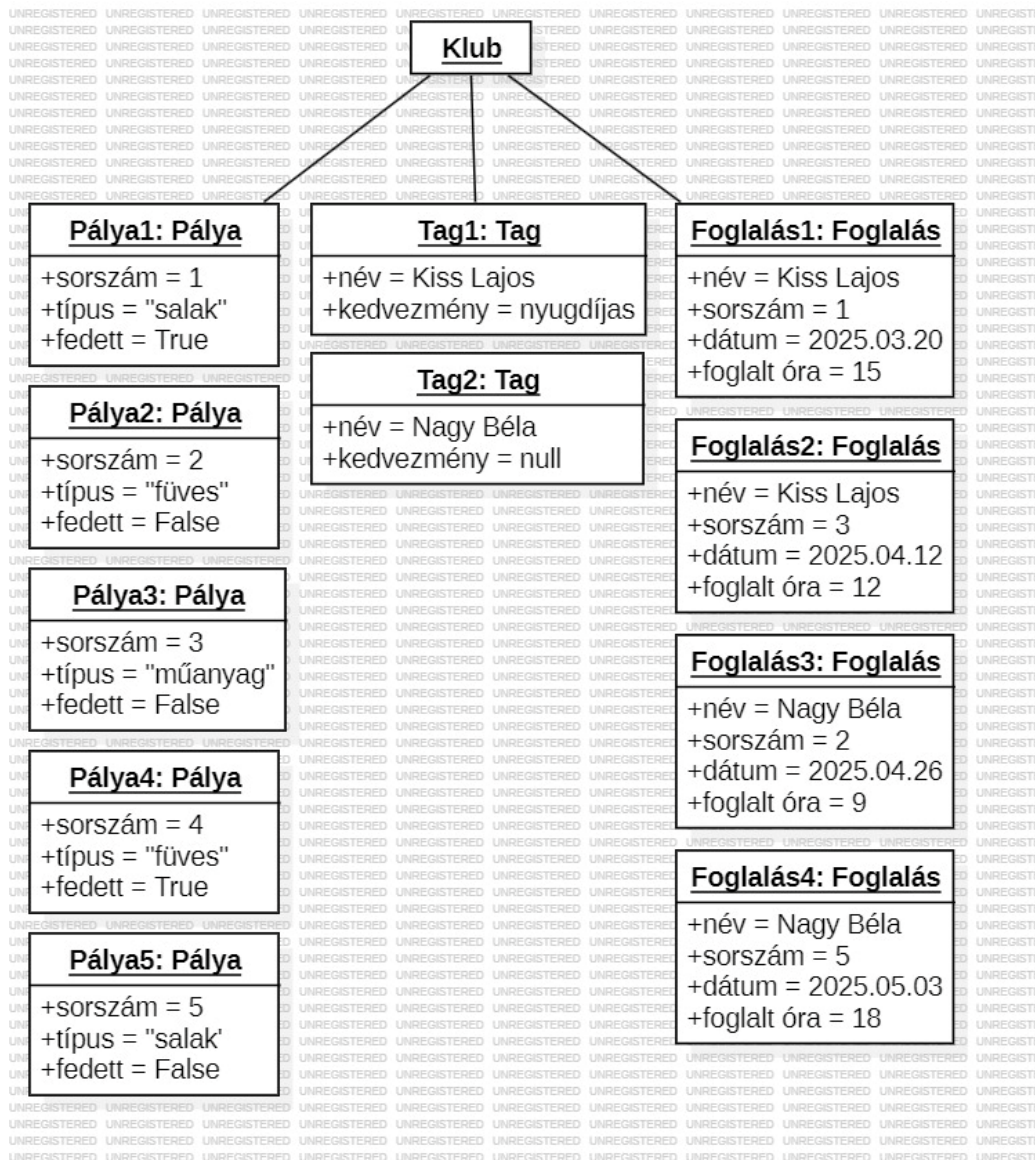 Klub
Pálya1: Pálya
+sorszám = 1
+típus = "salak"
+fedett = True
Pálya2: Pálya
+sorszám = 2
+típus = "füves"
+fedett = False
Pálya3: Pálya
+sorszám = 3
+típus = "műanyag"
+fedett = False
Pálya4: Pálya
+sorszám = 4
+típus = "füves"
+fedett = True
Pálya5: Pálya
+sorszám = 5
+típus = "salak'
+fedett = False
Tag1: Tag
+név = Kiss Lajos
+kedvezmény = nyugdíjas
Tag2: Tag
+név = Nagy Béla
+kedvezmény = null
Foglalás1: Foglalás
+név = Kiss Lajos
+sorszám = 1
+dátum = 2025.03.20
+foglalt óra = 15
Foglalás2: Foglalás
+név = Kiss Lajos
+sorszám = 3
+dátum = 2025.04.12
+foglalt óra = 12
Foglalás3: Foglalás
+név = Nagy Béla
+sorszám = 2
+dátum = 2025.04.26
+foglalt óra = 9
Foglalás4: Foglalás
+név = Nagy Béla
+sorszám = 5
+dátum = 2025.05.03
+foglalt óra = 18
UNREGISTERED